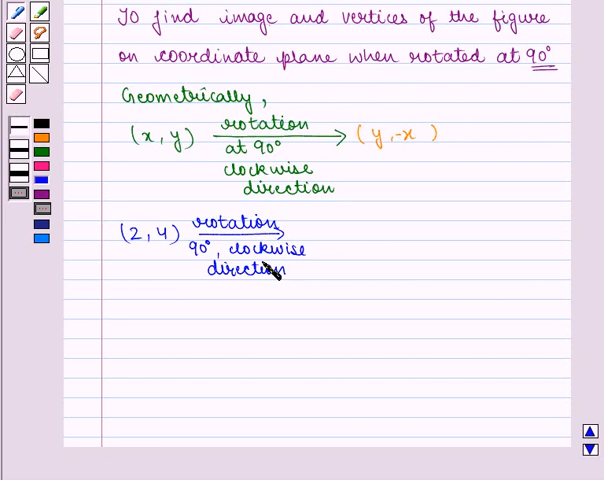 To find image and vertices of the figure
on coordinate plane when rotated at 90°
Geometrically,
(x, y) rotation (y, -x)
at 90°
clockwise
direction
(2, 4) rotation
90°, clockwise
direction